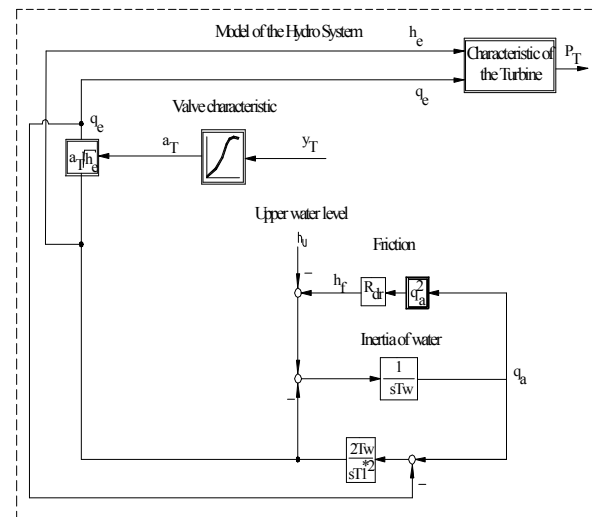 Model of the Hydro System
h_e
Characteristic of
the Turbine
P_T
q_e
Valve characteristic
q_e
a_T√h_e
a_T
y_T
Upper water level
h_u
Friction
−
h_f
R_dr
q_a^2
Inertia of water
1
sTw
q_a
−
2Tw
sT1*2
−